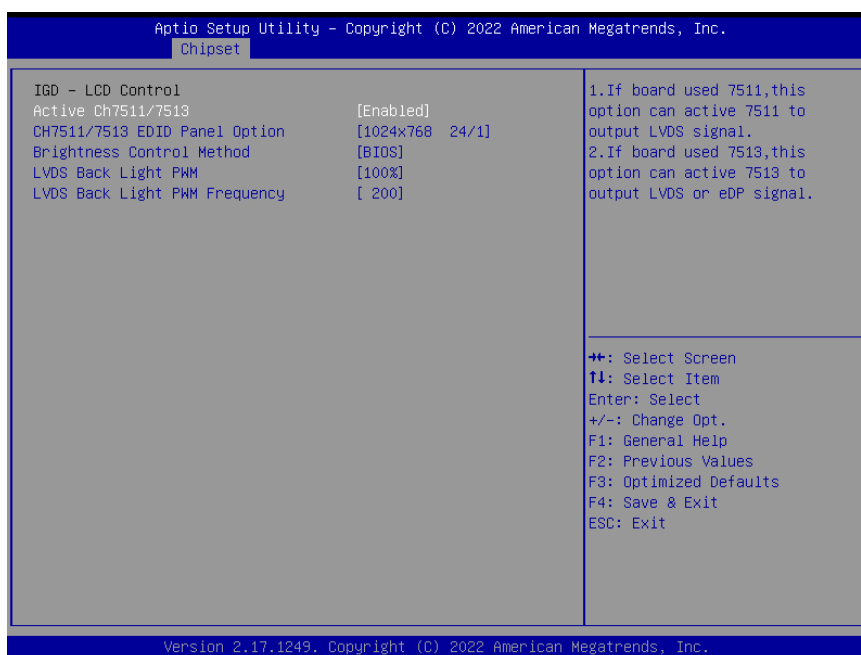 Aptio Setup Utility – Copyright (C) 2022 American Megatrends, Inc.
Chipset
IGD – LCD Control
Active Ch7511/7513 [Enabled]
CH7511/7513 EDID Panel Option [1024x768 24/1]
Brightness Control Method [BIOS]
LVDS Back Light PWM [100%]
LVDS Back Light PWM Frequency [ 200]
1.If board used 7511,this
option can active 7511 to
output LVDS signal.
2.If board used 7513,this
option can active 7513 to
output LVDS or eDP signal.
→←: Select Screen
↑↓: Select Item
Enter: Select
+/-: Change Opt.
F1: General Help
F2: Previous Values
F3: Optimized Defaults
F4: Save & Exit
ESC: Exit
Version 2.17.1249. Copyright (C) 2022 American Megatrends, Inc.